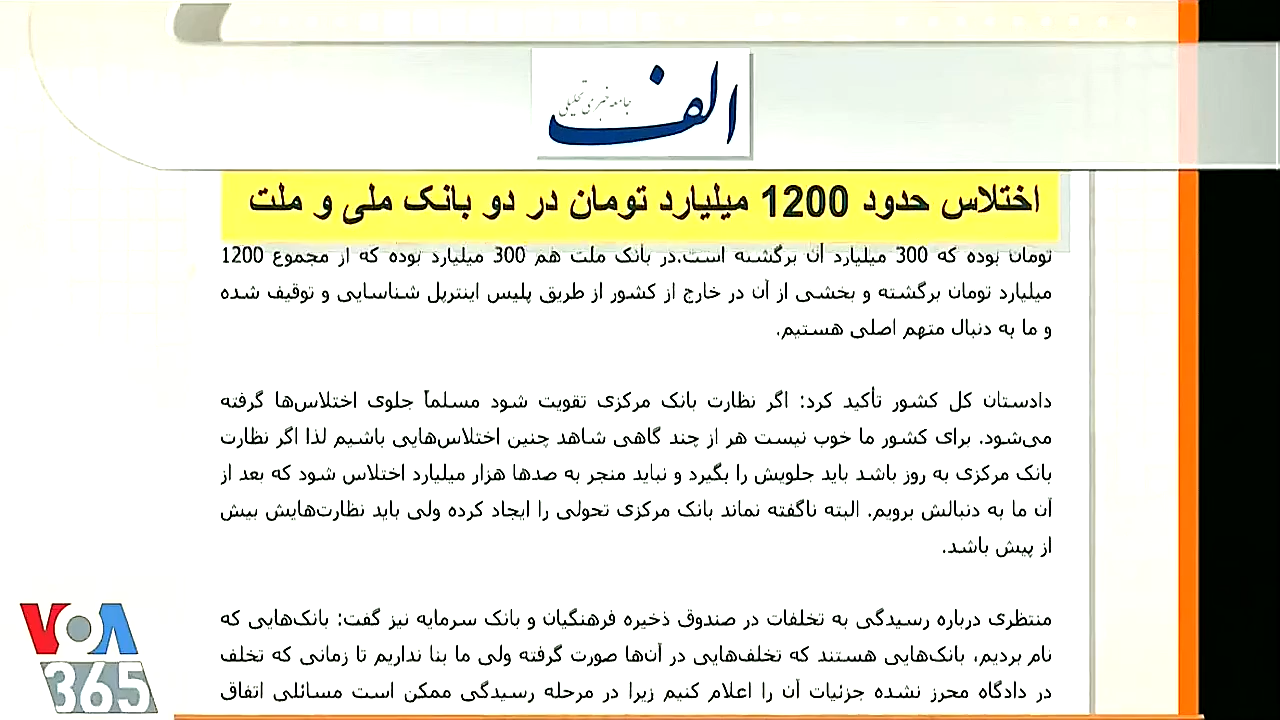 الف
جامعه خبری تحلیلی
اختلاس حدود 1200 میلیارد تومان در دو بانک ملی و ملت
تومان بوده که 300 میلیارد آن برگشته است.در بانک ملت هم 300 میلیارد بوده که از مجموع 1200
میلیارد تومان برگشته و بخشی از آن در خارج از کشور از طریق پلیس اینترپل شناسایی و توقیف شده
و ما به دنبال متهم اصلی هستیم.
دادستان کل کشور تأکید کرد: اگر نظارت بانک مرکزی تقویت شود مسلماً جلوی اختلاس‌ها گرفته
می‌شود. برای کشور ما خوب نیست هر از چند گاهی شاهد چنین اختلاس‌هایی باشیم لذا اگر نظارت
بانک مرکزی به روز باشد باید جلویش را بگیرد و نباید منجر به صدها هزار میلیارد اختلاس شود که بعد از
آن ما به دنبالش برویم. البته ناگفته نماند بانک مرکزی تحولی را ایجاد کرده ولی باید نظارت‌هایش بیش
از پیش باشد.
منتظری درباره رسیدگی به تخلفات در صندوق ذخیره فرهنگیان و بانک سرمایه نیز گفت: بانک‌هایی که
نام بردیم، بانک‌هایی هستند که تخلف‌هایی در آن‌ها صورت گرفته ولی ما بنا نداریم تا زمانی که تخلف
در دادگاه محرز نشده جزئیات آن را اعلام کنیم زیرا در مرحله رسیدگی ممکن است مسائلی اتفاق
VOA
365